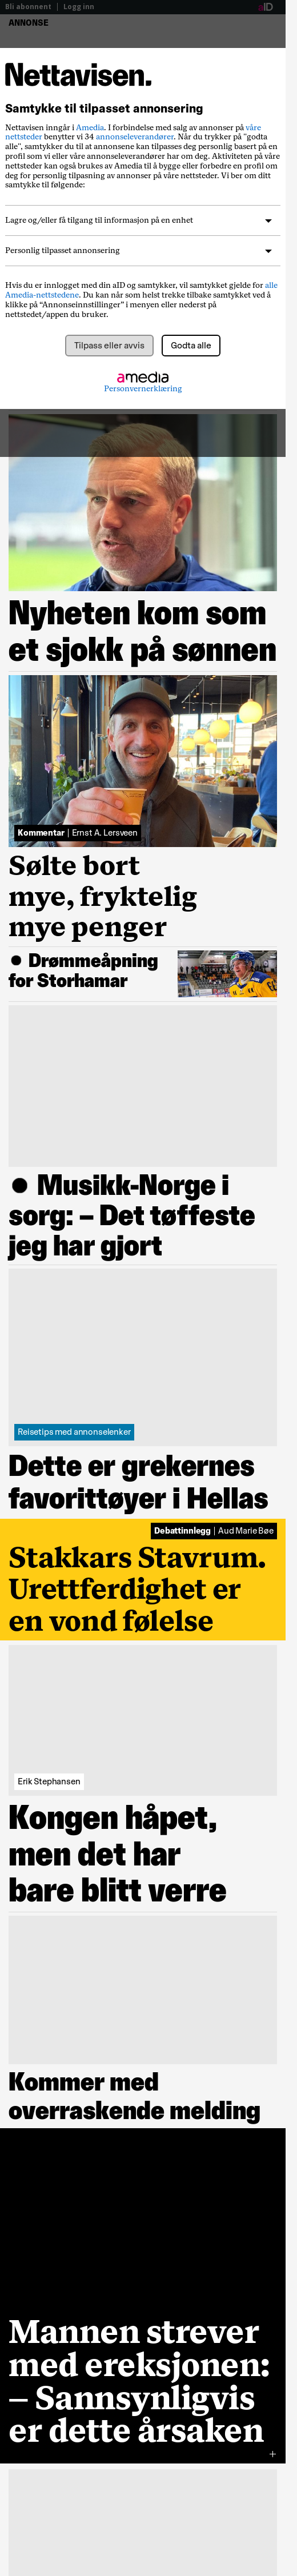 Bli abonnent | Logg inn
aID
ANNONSE
Nettavisen.
Samtykke til tilpasset annonsering
Nettavisen inngår i Amedia. I forbindelse med salg av annonser på våre
nettsteder benytter vi 34 annonseleverandører. Når du trykker på "godta
alle", samtykker du til at annonsene kan tilpasses deg personlig basert på en
profil som vi eller våre annonseleverandører har om deg. Aktiviteten på våre
nettsteder kan også brukes av Amedia til å bygge eller forbedre en profil om
deg for personlig tilpasning av annonser på våre nettsteder. Vi ber om ditt
samtykke til følgende:
Lagre og/eller få tilgang til informasjon på en enhet
Personlig tilpasset annonsering
Hvis du er innlogget med din aID og samtykker, vil samtykket gjelde for alle
Amedia-nettstedene. Du kan når som helst trekke tilbake samtykket ved å
klikke på “Annonseinnstillinger” i menyen eller nederst på
nettstedet/appen du bruker.
Tilpass eller avvis
Godta alle
amedia
Personvernerklæring
Nyheten kom som
et sjokk på sønnen
Kommentar | Ernst A. Lersveen
Sølte bort
mye, fryktelig
mye penger
● Drømmeåpning
for Storhamar
● Musikk-Norge i
sorg: – Det tøffeste
jeg har gjort
Reisetips med annonselenker
Dette er grekernes
favorittøyer i Hellas
Debattinnlegg | Aud Marie Bøe
Stakkars Stavrum.
Urettferdighet er
en vond følelse
Erik Stephansen
Kongen håpet,
men det har
bare blitt verre
Kommer med
overraskende melding
Mannen strever
med ereksjonen:
– Sannsynligvis
er dette årsaken